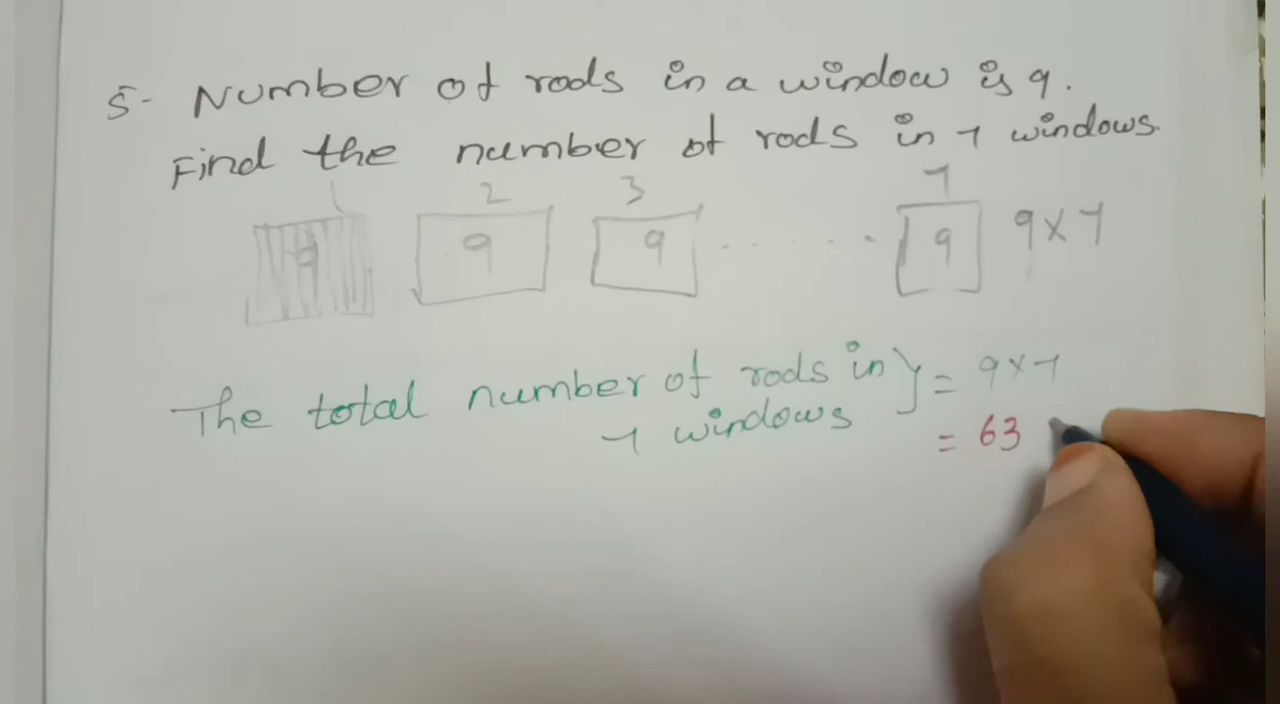 5- Number of rods in a window is 9.
Find the number of rods in 7 windows.
1 2 3 7
9 9 9 ....... 9 9x7
The total number of rods in } = 9x7
7 windows
= 63